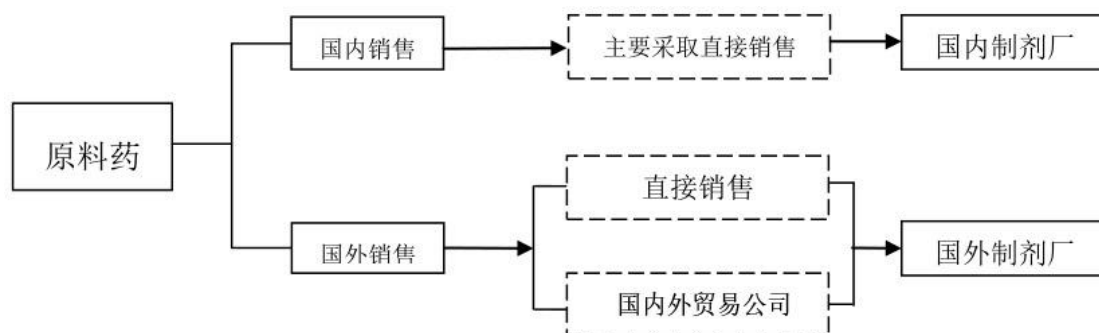 国内销售
主要采取直接销售
国内制剂厂
原料药
直接销售
国外销售
国外制剂厂
国内外贸易公司